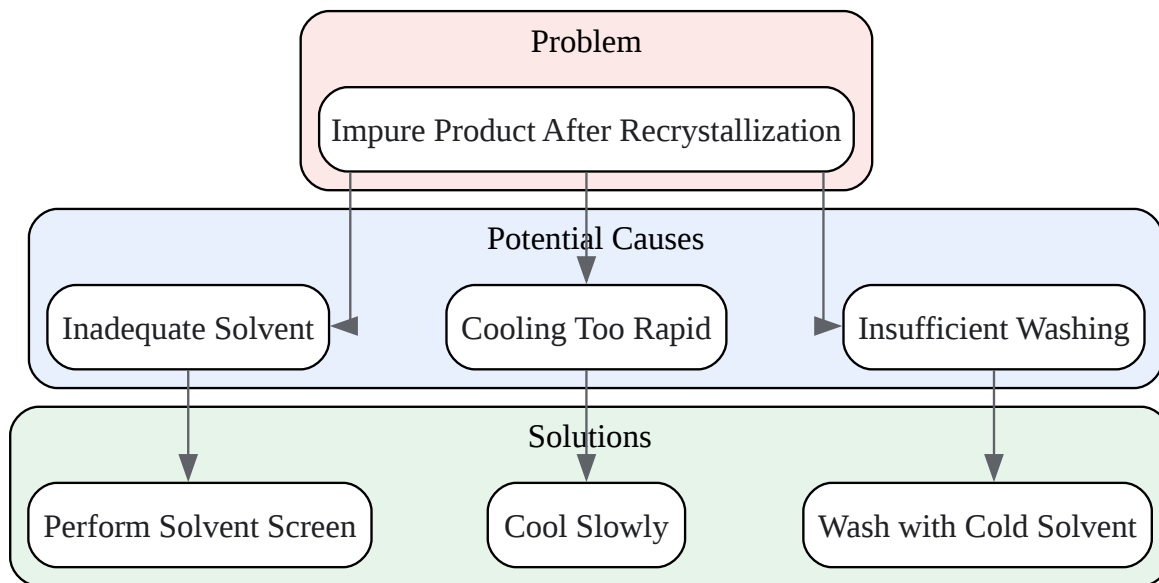 Problem
Impure Product After Recrystallization
Potential Causes
Inadequate Solvent
Cooling Too Rapid
Insufficient Washing
Solutions
Perform Solvent Screen
Cool Slowly
Wash with Cold Solvent